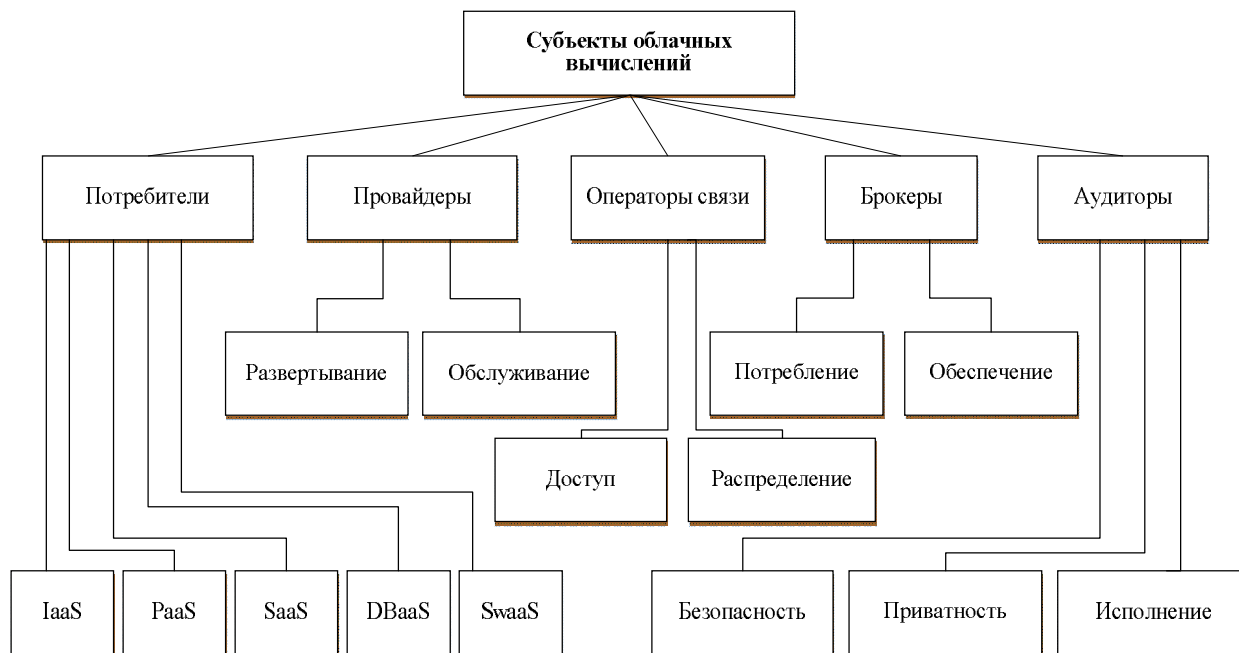 Субъекты облачных
вычислений
Потребители
Провайдеры
Операторы связи
Брокеры
Аудиторы
Развертывание
Обслуживание
Потребление
Обеспечение
Доступ
Распределение
IaaS
PaaS
SaaS
DBaaS
SwaaS
Безопасность
Приватность
Исполнение